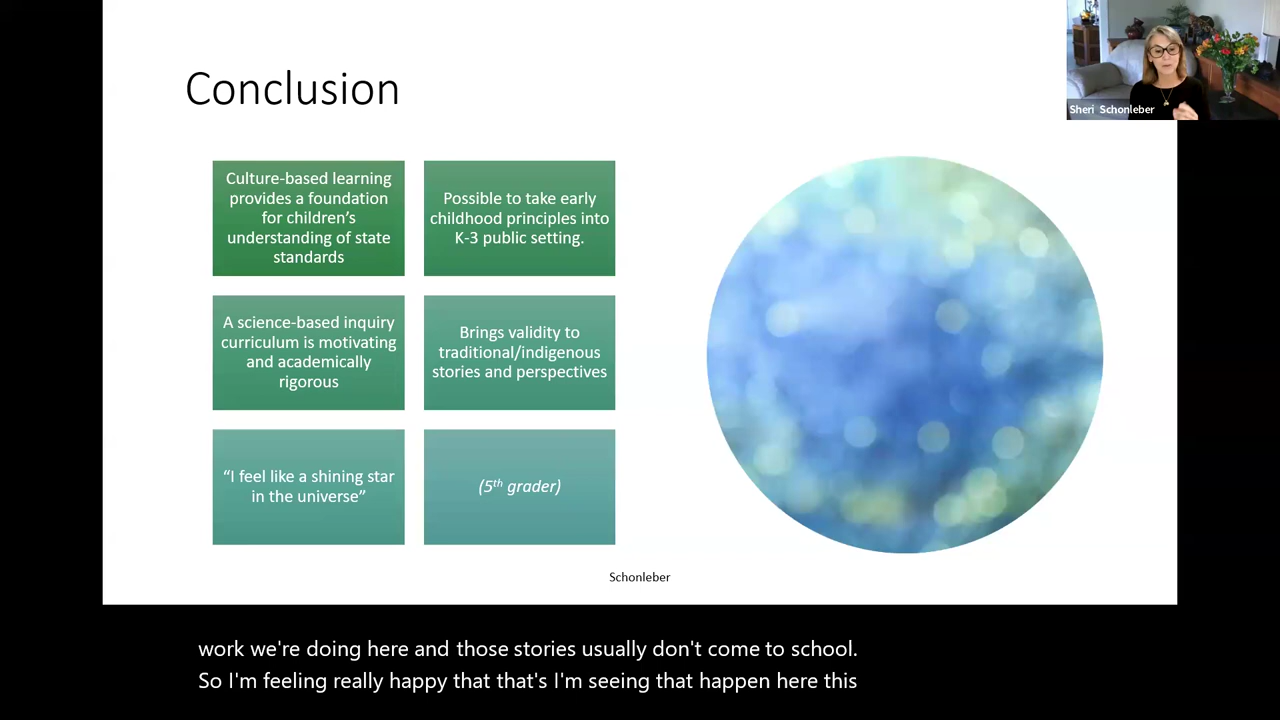 Conclusion
Sheri Schonleber
Culture-based learning
provides a foundation
for children's
understanding of state
standards
Possible to take early
childhood principles into
K-3 public setting.
A science-based inquiry
curriculum is motivating
and academically
rigorous
Brings validity to
traditional/indigenous
stories and perspectives
“I feel like a shining star
in the universe”
(5th grader)
Schonleber
work we're doing here and those stories usually don't come to school.
So I'm feeling really happy that that's I'm seeing that happen here this